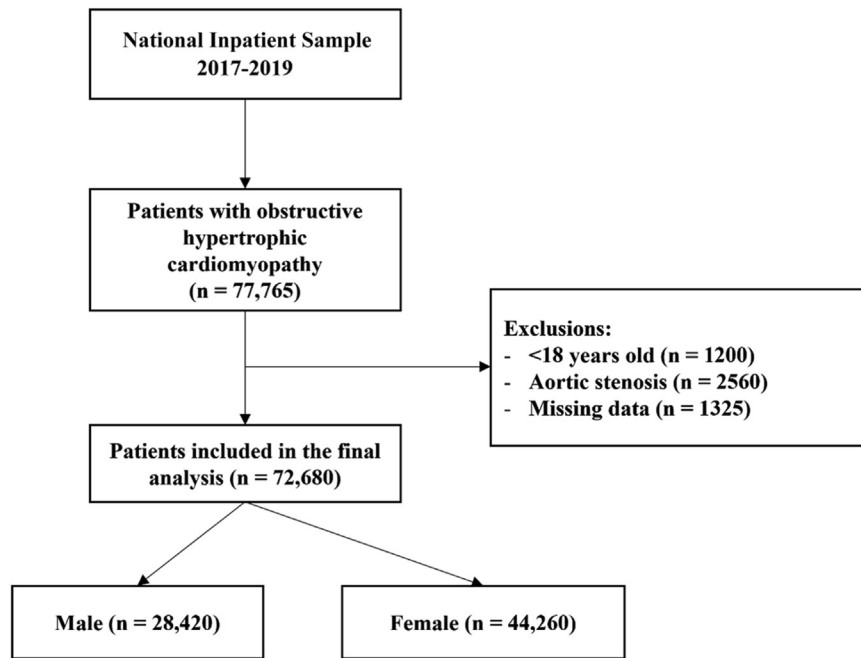 National Inpatient Sample
2017-2019
Patients with obstructive
hypertrophic
cardiomyopathy
(n = 77,765)
Exclusions:
- <18 years old (n = 1200)
- Aortic stenosis (n = 2560)
- Missing data (n = 1325)
Patients included in the final
analysis (n = 72,680)
Male (n = 28,420)
Female (n = 44,260)